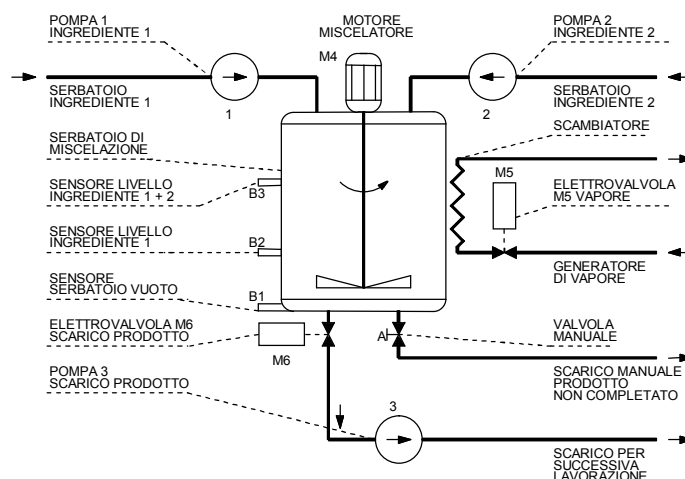 POMPA 1
INGREDIENTE 1
MOTORE
MISCELATORE
M4
POMPA 2
INGREDIENTE 2
SERBATOIO
INGREDIENTE 1
1
2
SERBATOIO
INGREDIENTE 2
SERBATOIO DI
MISCELAZIONE
SCAMBIATORE
SENSORE LIVELLO
INGREDIENTE 1 + 2
B3
M5
ELETTROVALVOLA
M5 VAPORE
SENSORE LIVELLO
INGREDIENTE 1
B2
GENERATORE
DI VAPORE
SENSORE
SERBATOIO VUOTO
B1
ELETTROVALVOLA M6
SCARICO PRODOTTO
M6
A
VALVOLA
MANUALE
POMPA 3
SCARICO PRODOTTO
SCARICO MANUALE
PRODOTTO
NON COMPLETATO
3
SCARICO PER
SUCCESSIVA
LAVORAZIONE